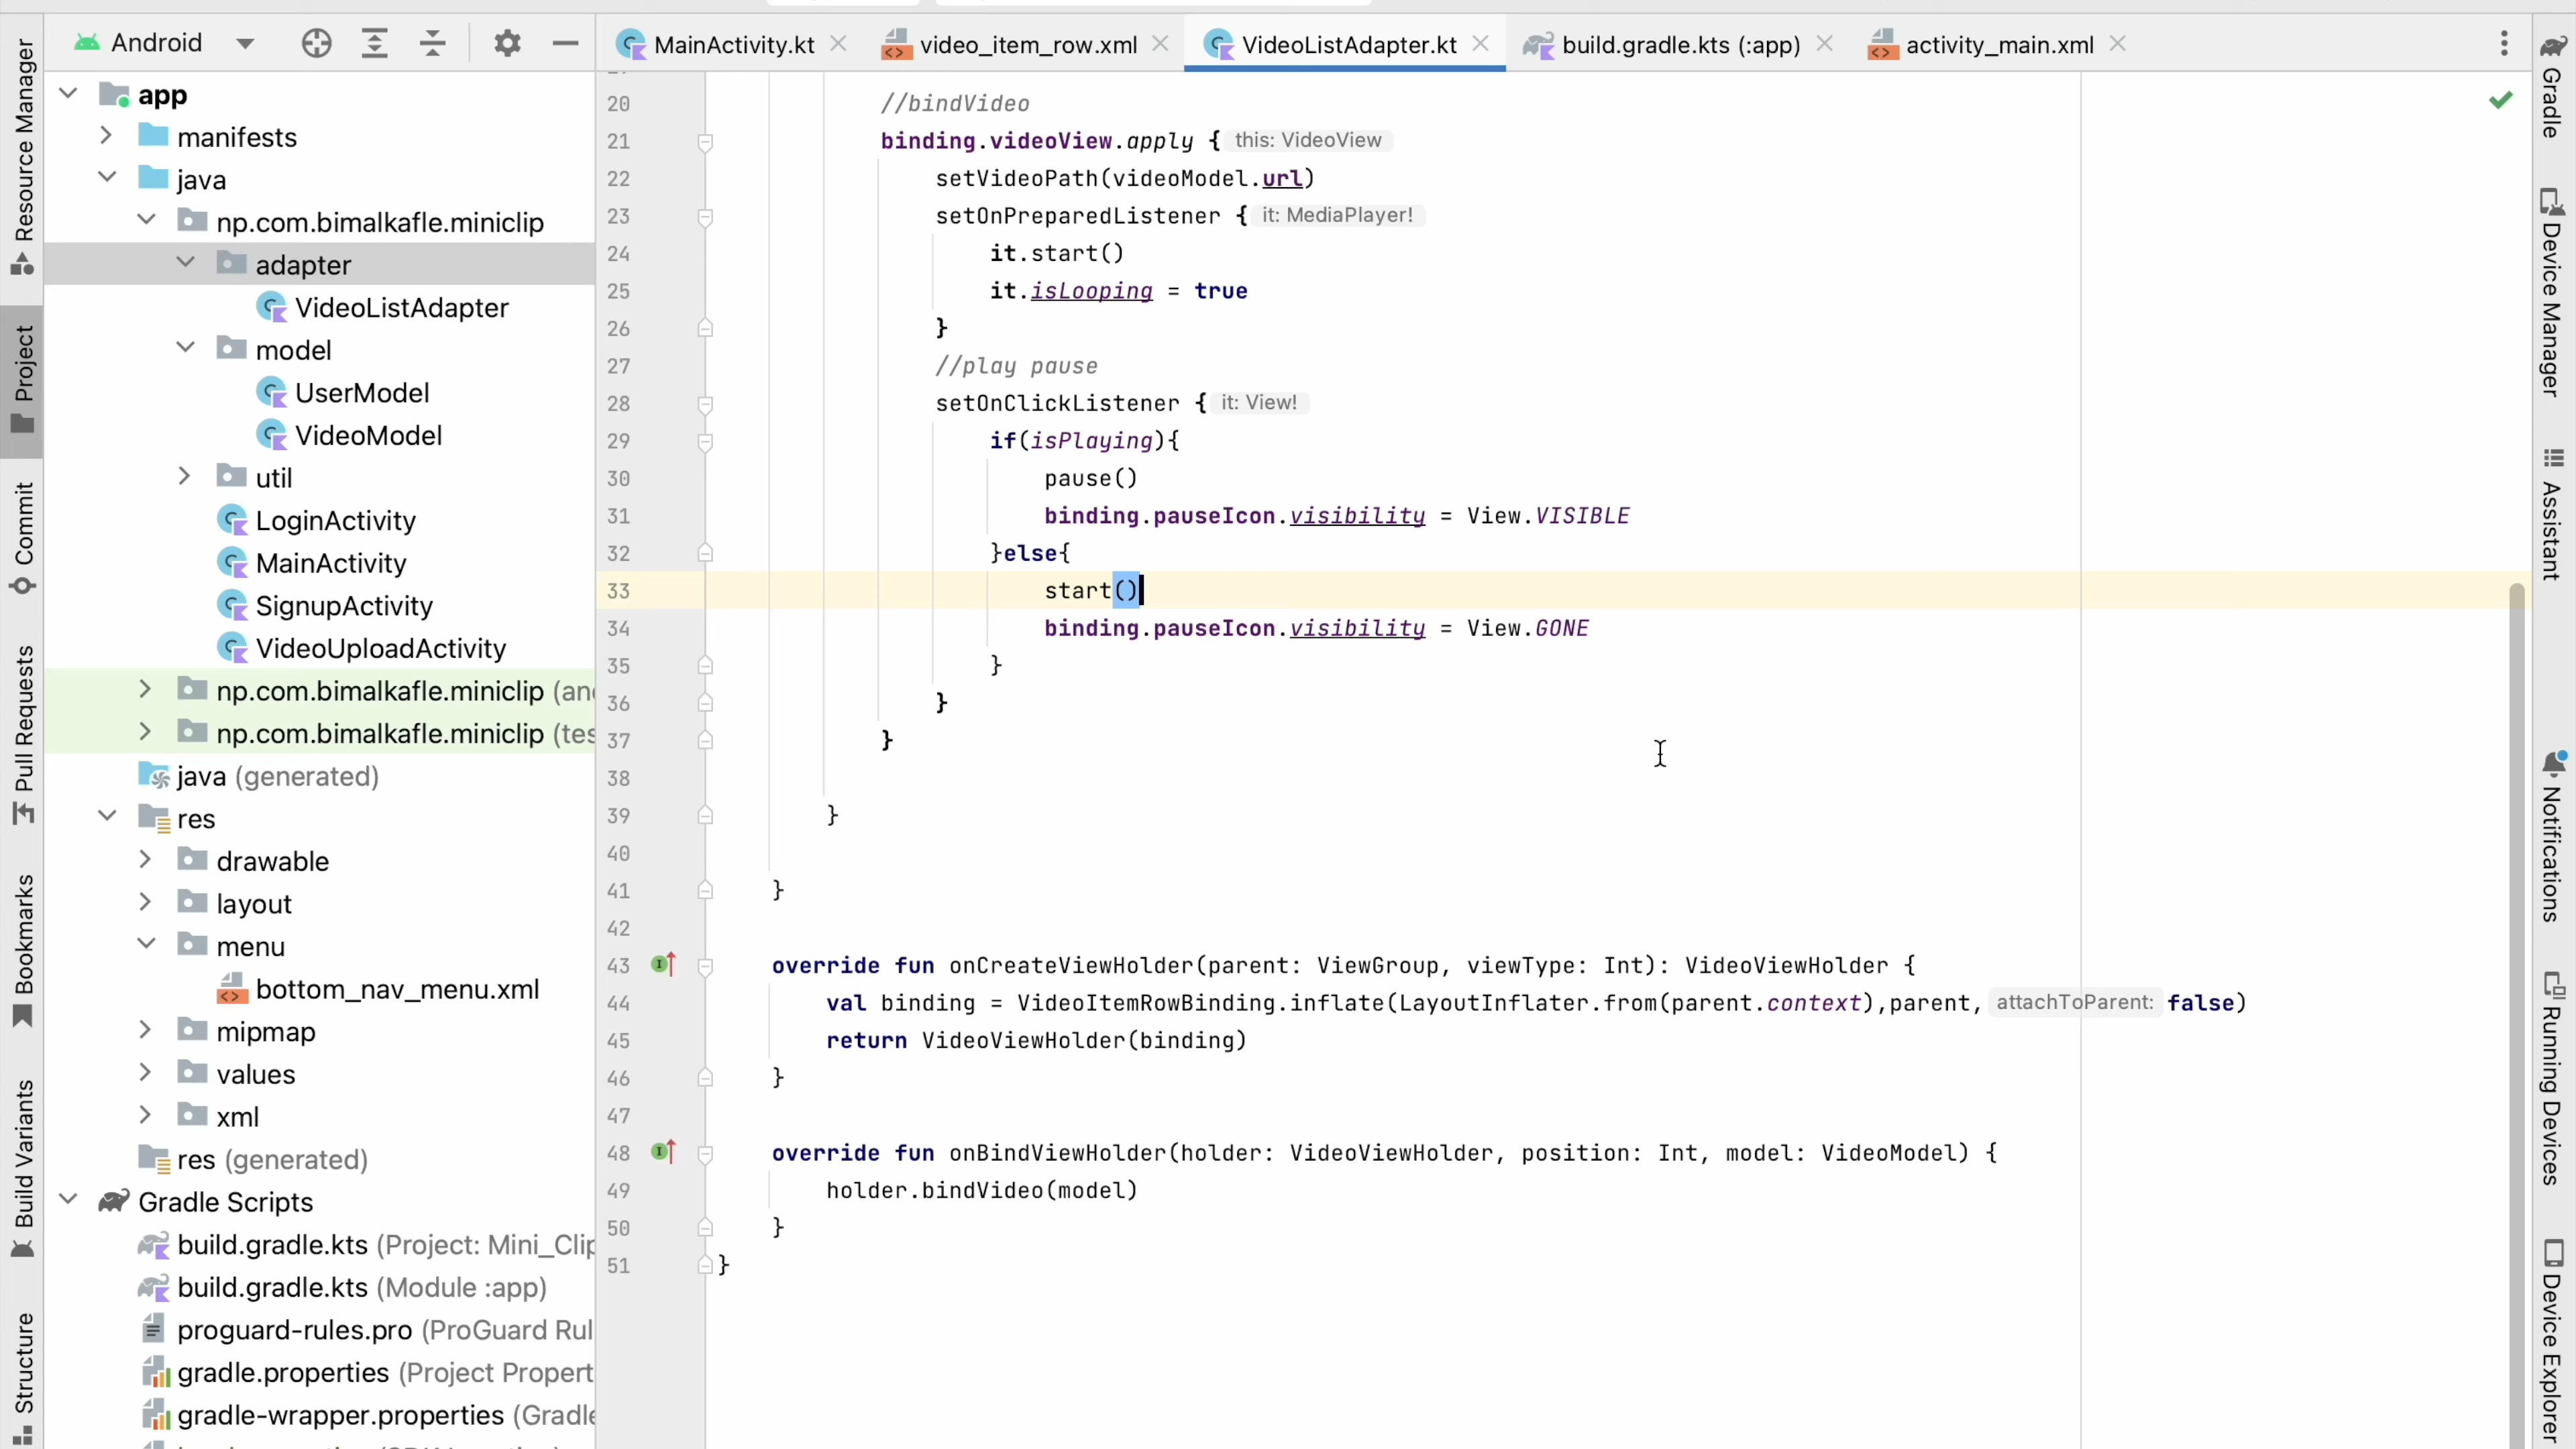 Android
MainActivity.kt
video_item_row.xml
VideoListAdapter.kt
build.gradle.kts (:app)
activity_main.xml
Resource Manager
Project
Commit
Pull Requests
Bookmarks
Build Variants
Structure
app
manifests
java
np.com.bimalkafle.miniclip
adapter
VideoListAdapter
model
UserModel
VideoModel
util
LoginActivity
MainActivity
SignupActivity
VideoUploadActivity
np.com.bimalkafle.miniclip (an
np.com.bimalkafle.miniclip (tes
java (generated)
res
drawable
layout
menu
bottom_nav_menu.xml
mipmap
values
xml
res (generated)
Gradle Scripts
build.gradle.kts (Project: Mini_Clip
build.gradle.kts (Module :app)
proguard-rules.pro (ProGuard Rul
gradle.properties (Project Propert
gradle-wrapper.properties (Gradle
20 //bindVideo
21 binding.videoView.apply { this: VideoView
22 setVideoPath(videoModel.url)
23 setOnPreparedListener { it: MediaPlayer!
24 it.start()
25 it.isLooping = true
26 }
27 //play pause
28 setOnClickListener { it: View!
29 if(isPlaying){
30 pause()
31 binding.pauseIcon.visibility = View.VISIBLE
32 }else{
33 start()
34 binding.pauseIcon.visibility = View.GONE
35 }
36 }
37 }
38
39 }
40
41 }
42
43 override fun onCreateViewHolder(parent: ViewGroup, viewType: Int): VideoViewHolder {
44 val binding = VideoItemRowBinding.inflate(LayoutInflater.from(parent.context),parent, attachToParent: false)
45 return VideoViewHolder(binding)
46 }
47
48 override fun onBindViewHolder(holder: VideoViewHolder, position: Int, model: VideoModel) {
49 holder.bindVideo(model)
50 }
51 }
Gradle
Device Manager
Assistant
Notifications
Running Devices
Device Explorer